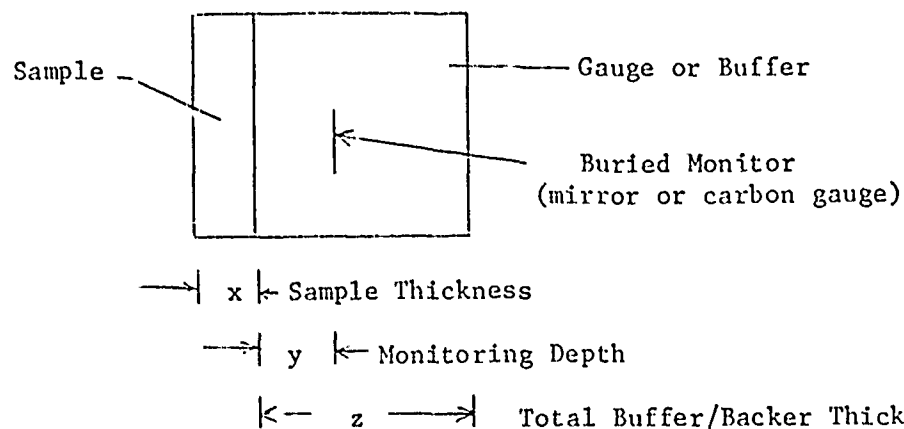 Sample
Gauge or Buffer
Buried Monitor
(mirror or carbon gauge)
x Sample Thickness
y Monitoring Depth
z Total Buffer/Backer Thick